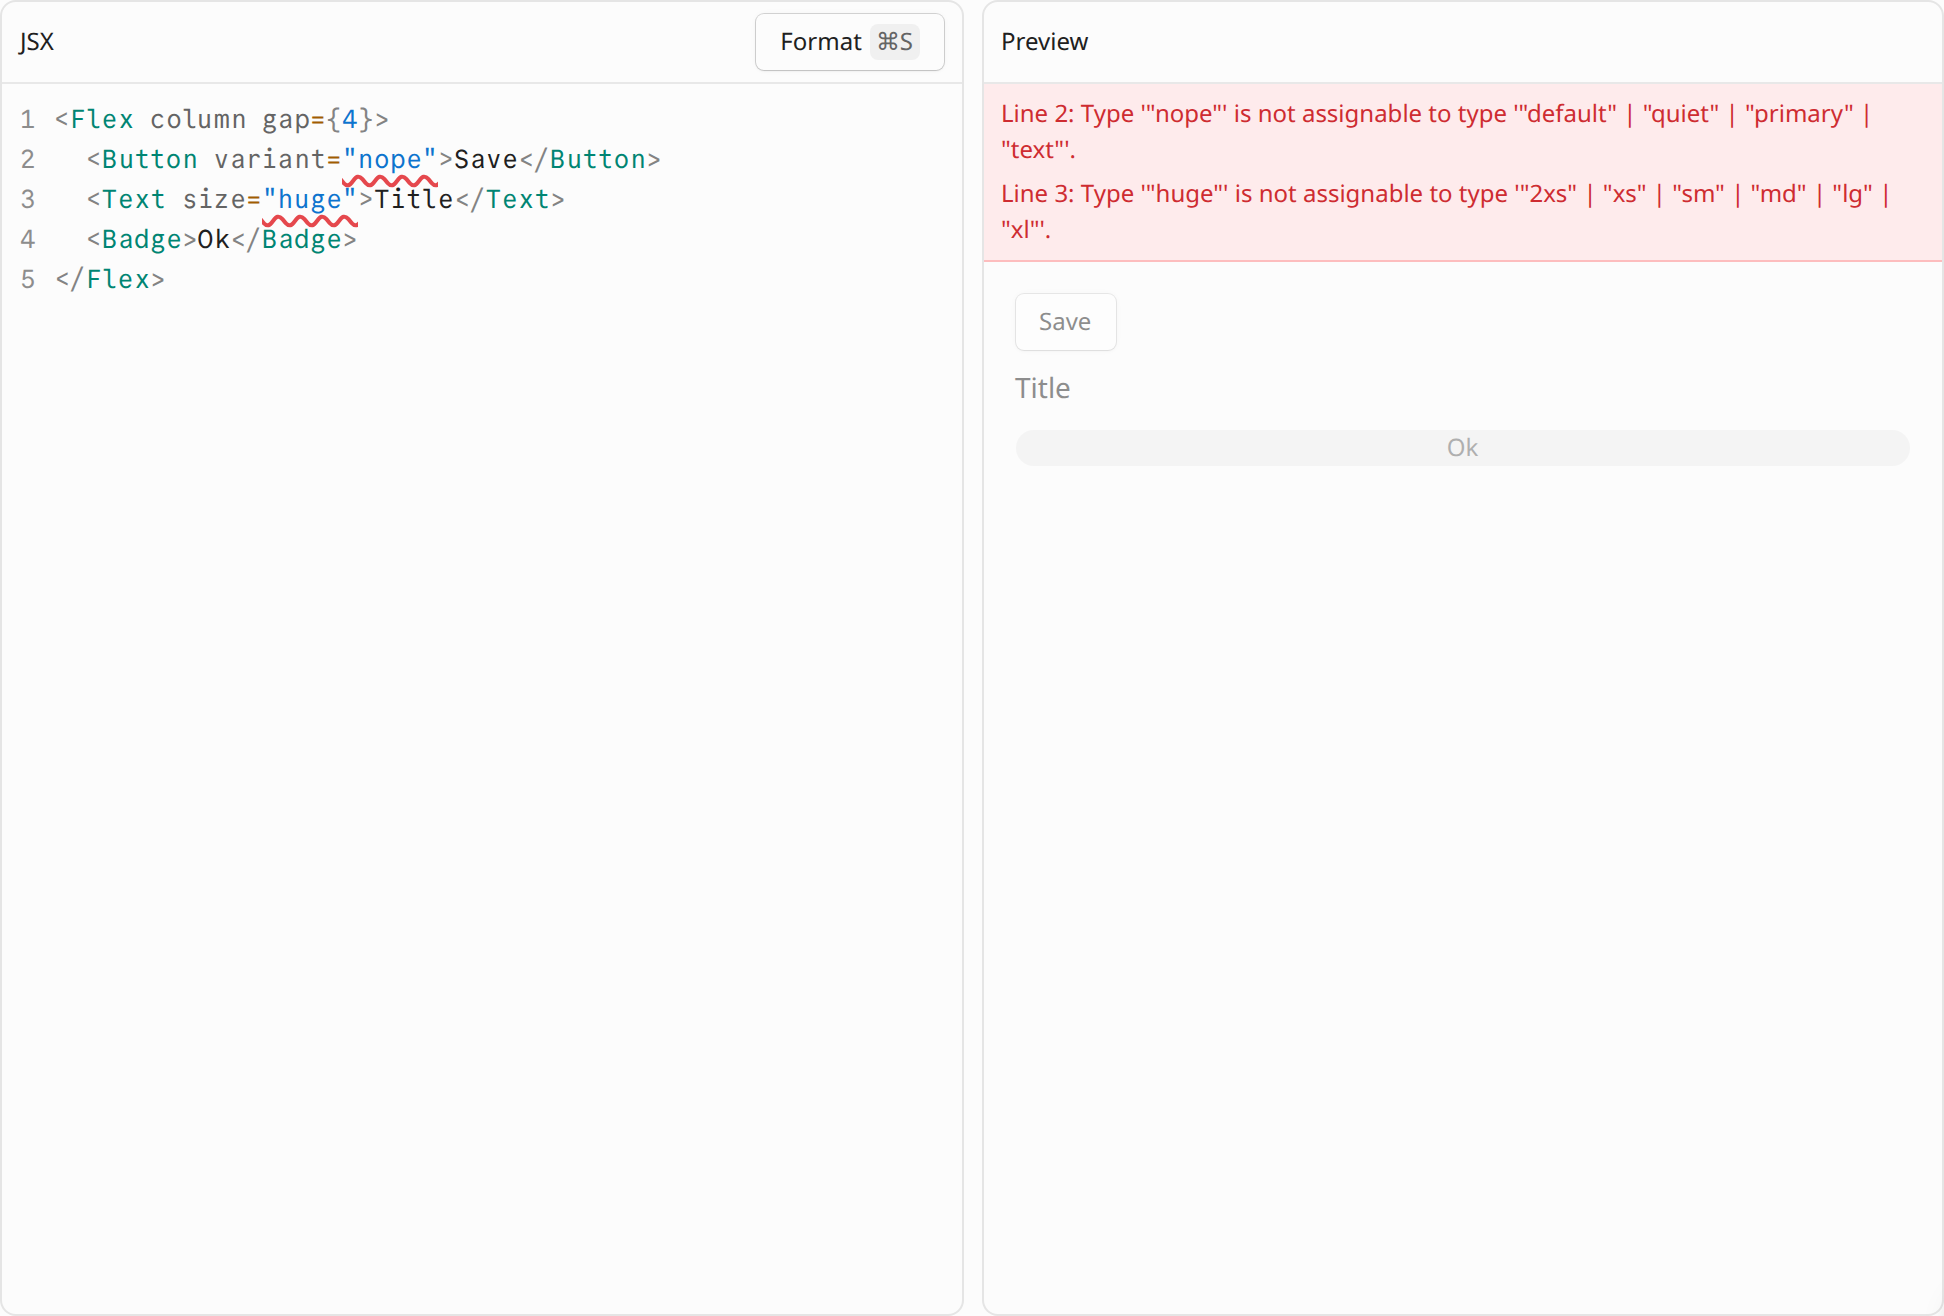 JSX
Format ⌘S
1 <Flex column gap={4}>
2   <Button variant="nope">Save</Button>
3   <Text size="huge">Title</Text>
4   <Badge>Ok</Badge>
5 </Flex>
Preview
Line 2: Type '"nope"' is not assignable to type '"default" | "quiet" | "primary" |
"text"'.
Line 3: Type '"huge"' is not assignable to type '"2xs" | "xs" | "sm" | "md" | "lg" |
"xl"'.
Save
Title
Ok